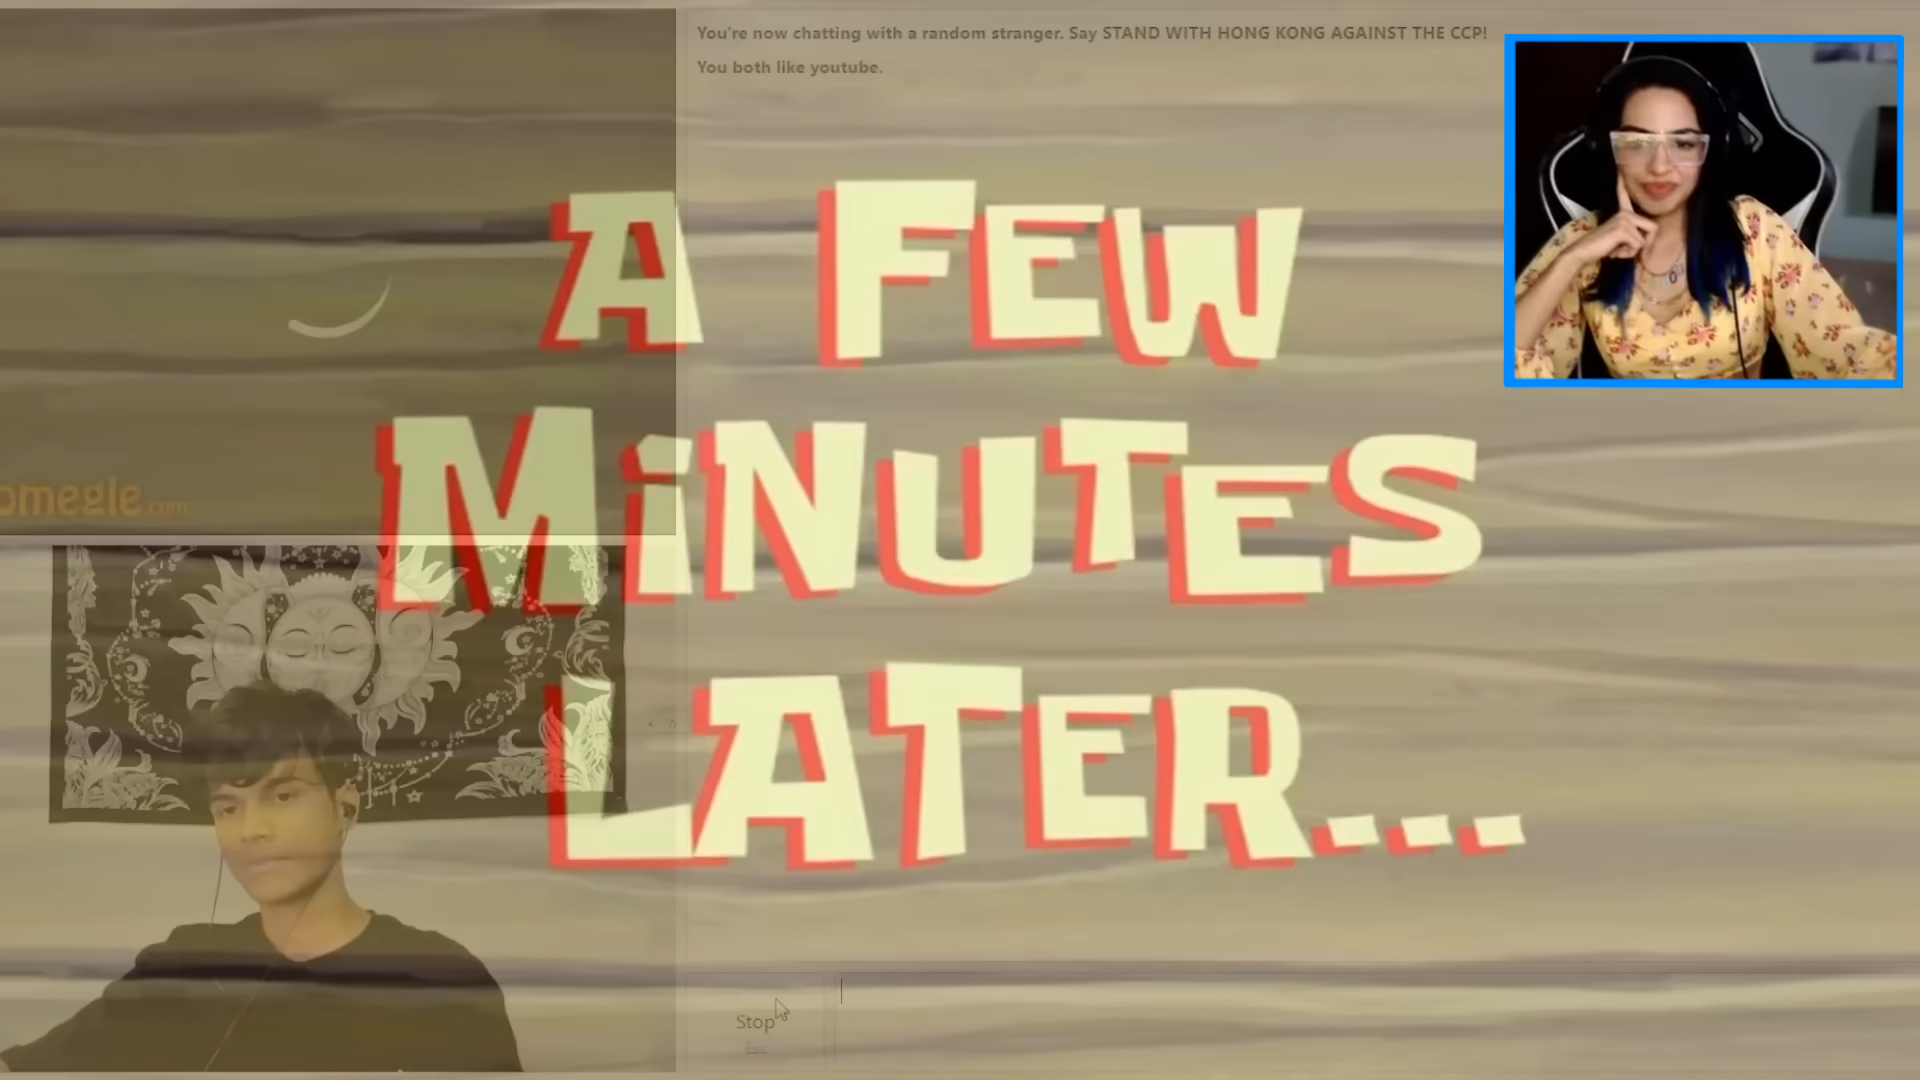 You're now chatting with a random stranger. Say STAND WITH HONG KONG AGAINST THE CCP!
You both like youtube.
A FEW
MiNUTES
LATER...
omegle.com
Stop
Esc